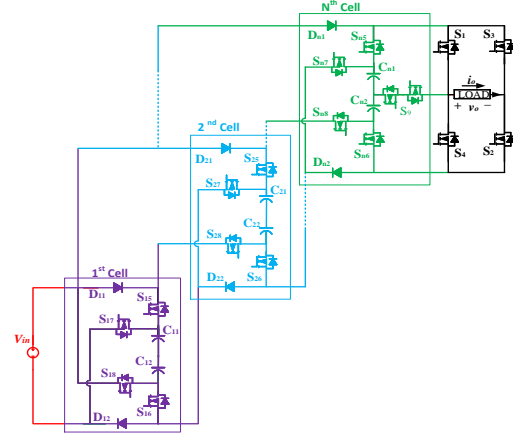 Nth Cell
Dn1
Sn5
S1
S3
Sn7
Cn1
io
LOAD
+ vo −
Cn2
S9
Sn8
Sn6
S4
S2
Dn2
2nd Cell
D21
S25
S27
C21
C22
S28
D22
S26
1st Cell
D11
S15
S17
C11
Vin
C12
S18
S16
D12